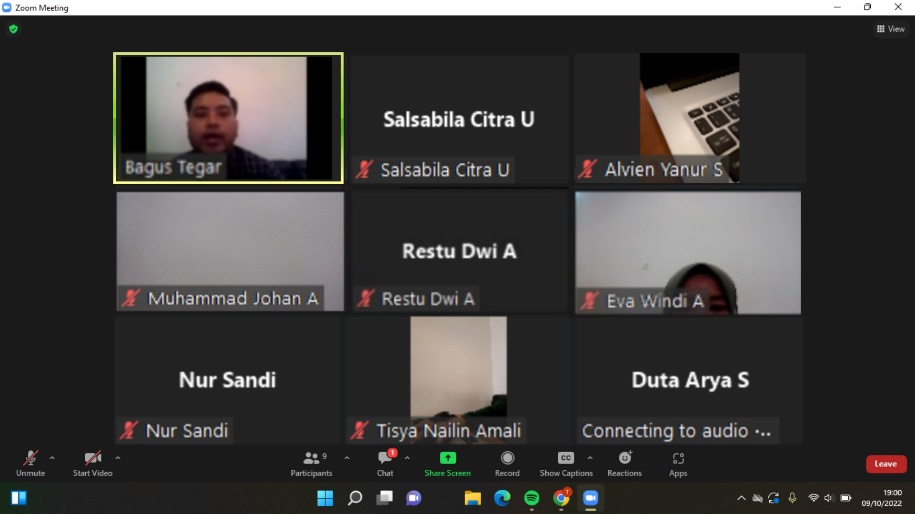 Zoom Meeting
View
Bagus Tegar
Salsabila Citra U
Salsabila Citra U
Alvien Yanur S
Muhammad Johan A
Restu Dwi A
Restu Dwi A
Eva Windi A
Nur Sandi
Nur Sandi
Tisya Nailin Amali
Duta Arya S
Connecting to audio ·...
Unmute
Start Video
Participants
9
Chat
1
Share Screen
Record
CC
Show Captions
Reactions
Apps
Leave
19:00
09/10/2022